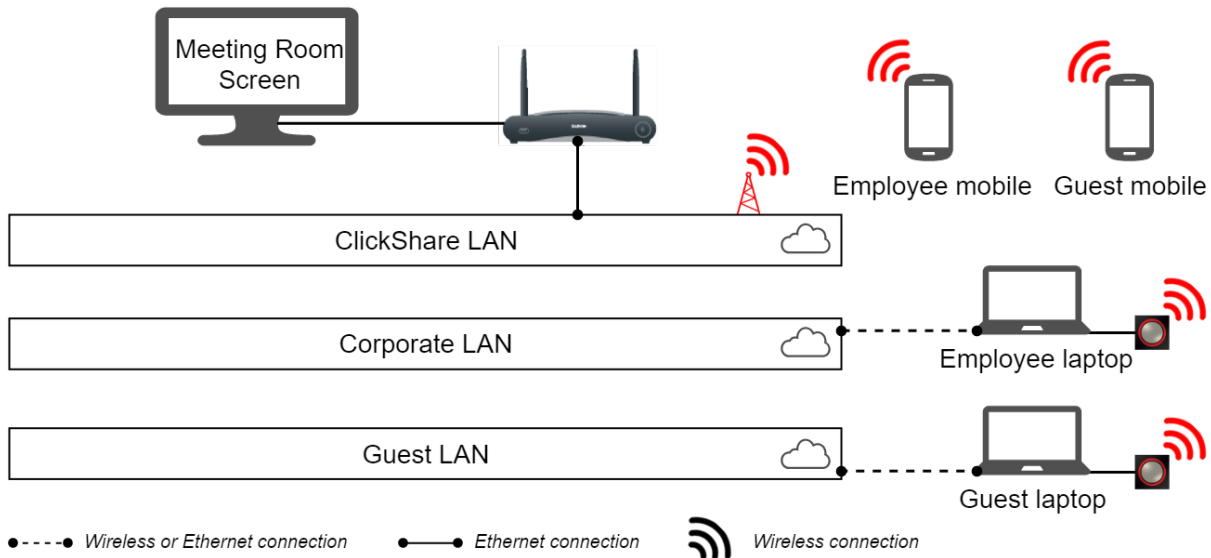 Meeting Room
Screen
Employee mobile
Guest mobile
ClickShare LAN
Corporate LAN
Employee laptop
Guest LAN
Guest laptop
Wireless or Ethernet connection
Ethernet connection
Wireless connection